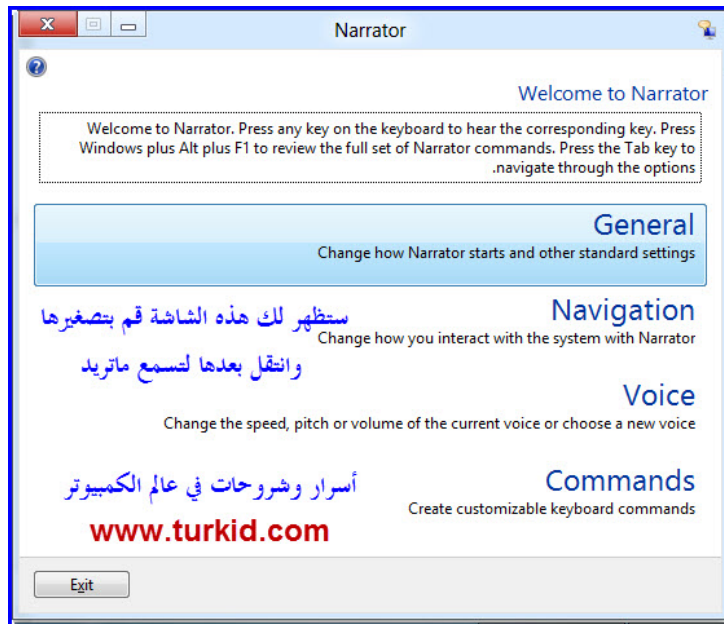 Narrator
Welcome to Narrator
Welcome to Narrator. Press any key on the keyboard to hear the corresponding key. Press
Windows plus Alt plus F1 to review the full set of Narrator commands. Press the Tab key to
.navigate through the options
General
Change how Narrator starts and other standard settings
Navigation
Change how you interact with the system with Narrator
ستظهر لك هذه الشاشة قم بتصغيرها
وانتقل بعدها لتسمع ماتريد
Voice
Change the speed, pitch or volume of the current voice or choose a new voice
Commands
Create customizable keyboard commands
أسرار وشروحات في عالم الكمبيوتر
www.turkid.com
Exit